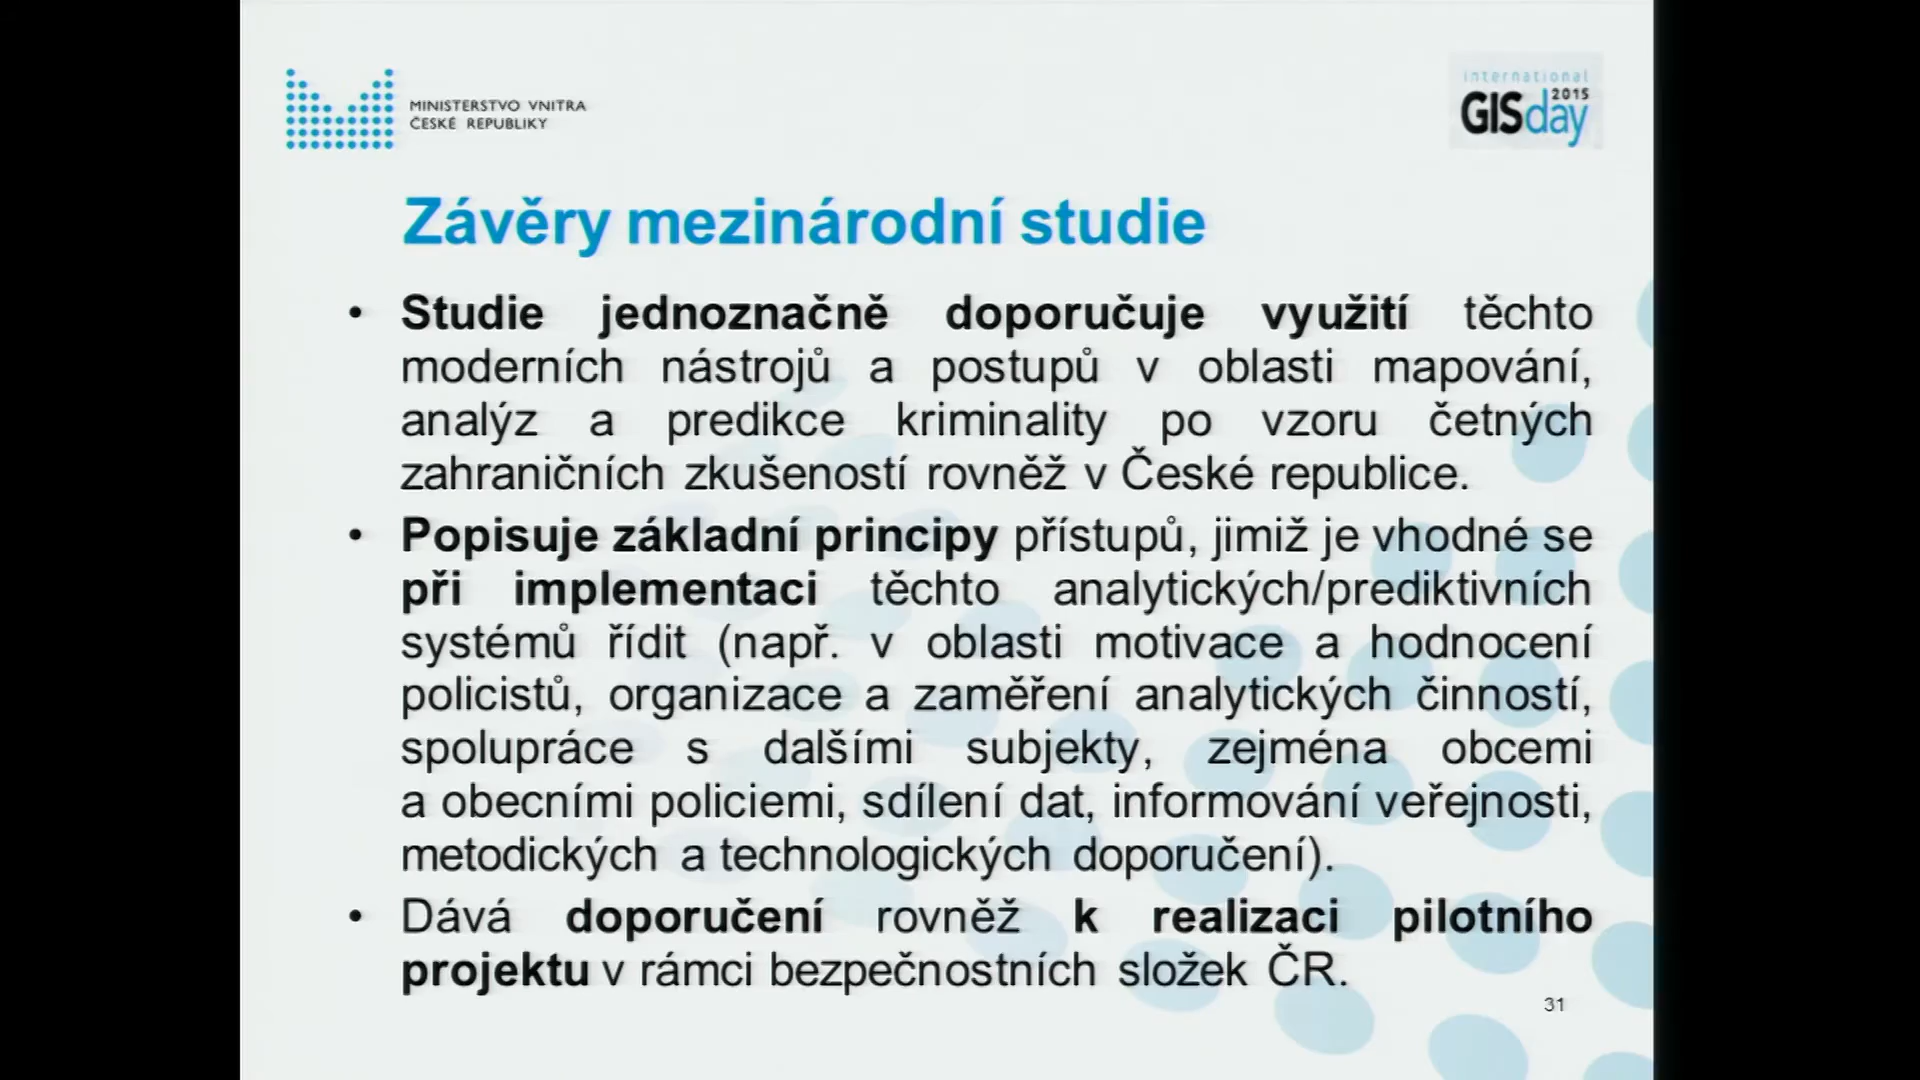 MINISTERSTVO VNITRA
ČESKÉ REPUBLIKY
international
2015
GISday
Závěry mezinárodní studie
• Studie jednoznačně doporučuje využití těchto
moderních nástrojů a postupů v oblasti mapování,
analýz a predikce kriminality po vzoru četných
zahraničních zkušeností rovněž v České republice.
• Popisuje základní principy přístupů, jimiž je vhodné se
při implementaci těchto analytických/prediktivních
systémů řídit (např. v oblasti motivace a hodnocení
policistů, organizace a zaměření analytických činností,
spolupráce s dalšími subjekty, zejména obcemi
a obecními policiemi, sdílení dat, informování veřejnosti,
metodických a technologických doporučení).
• Dává doporučení rovněž k realizaci pilotního
projektu v rámci bezpečnostních složek ČR.
31